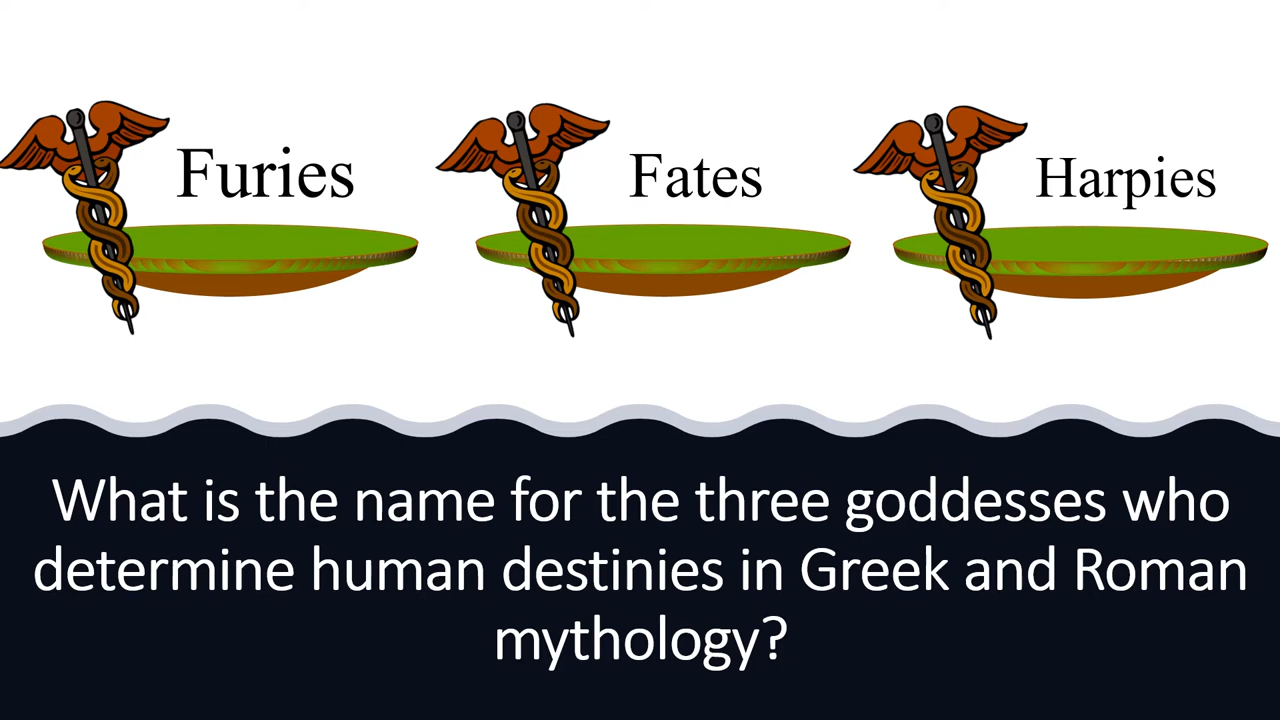 Furies
Fates
Harpies
What is the name for the three goddesses who
determine human destinies in Greek and Roman
mythology?